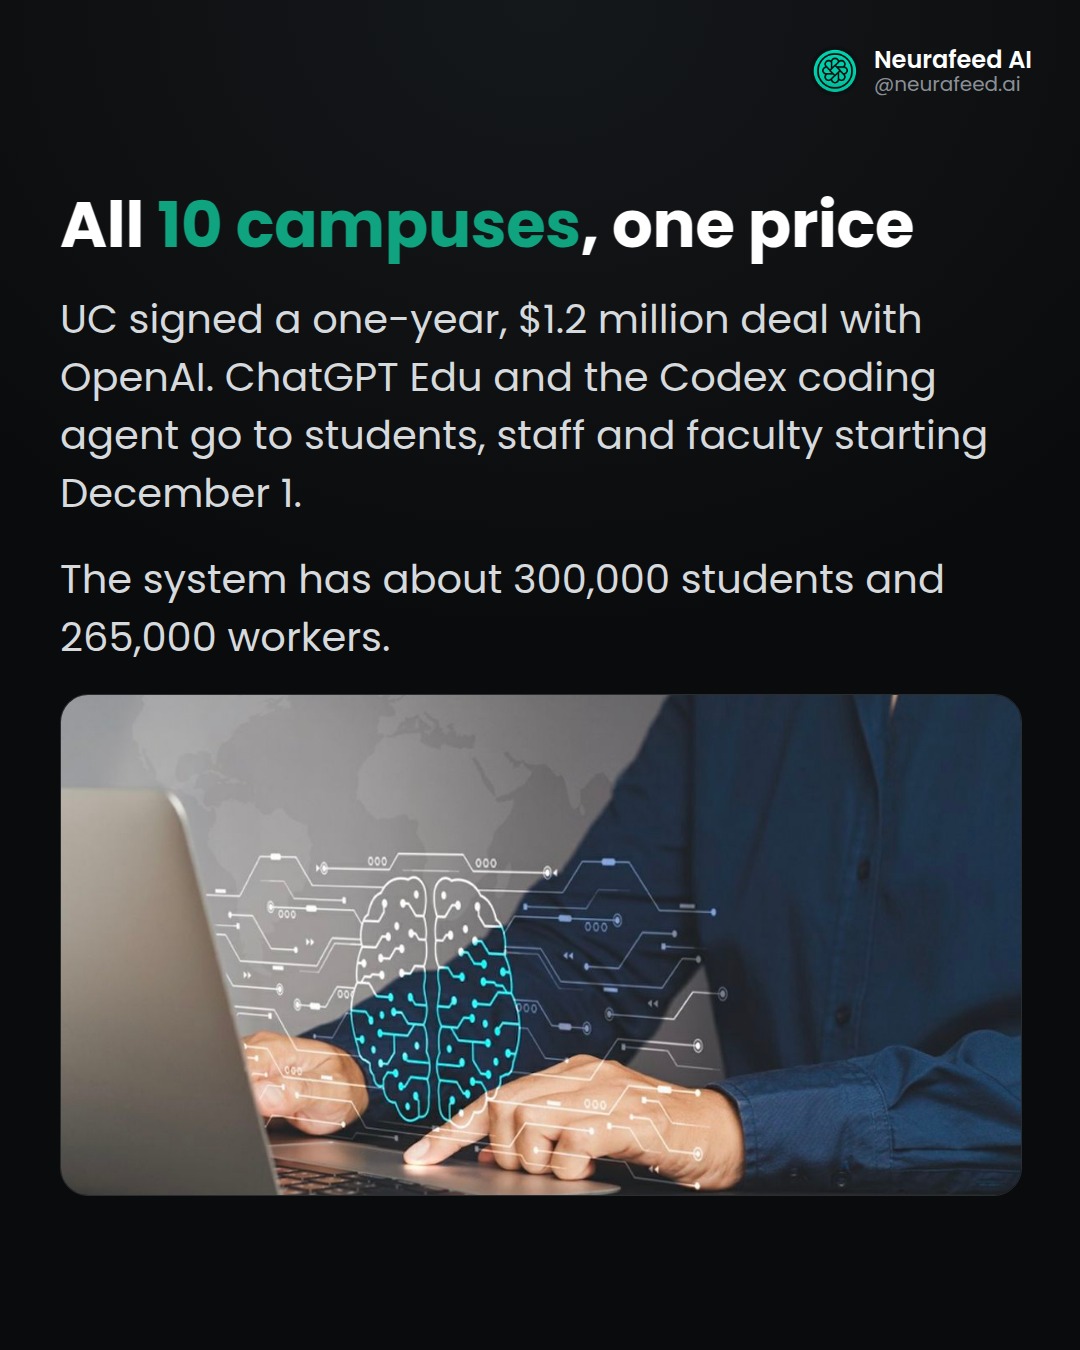 Neurafeed AI
@neurafeed.ai
All 10 campuses, one price
UC signed a one-year, $1.2 million deal with
OpenAI. ChatGPT Edu and the Codex coding
agent go to students, staff and faculty starting
December 1.
The system has about 300,000 students and
265,000 workers.